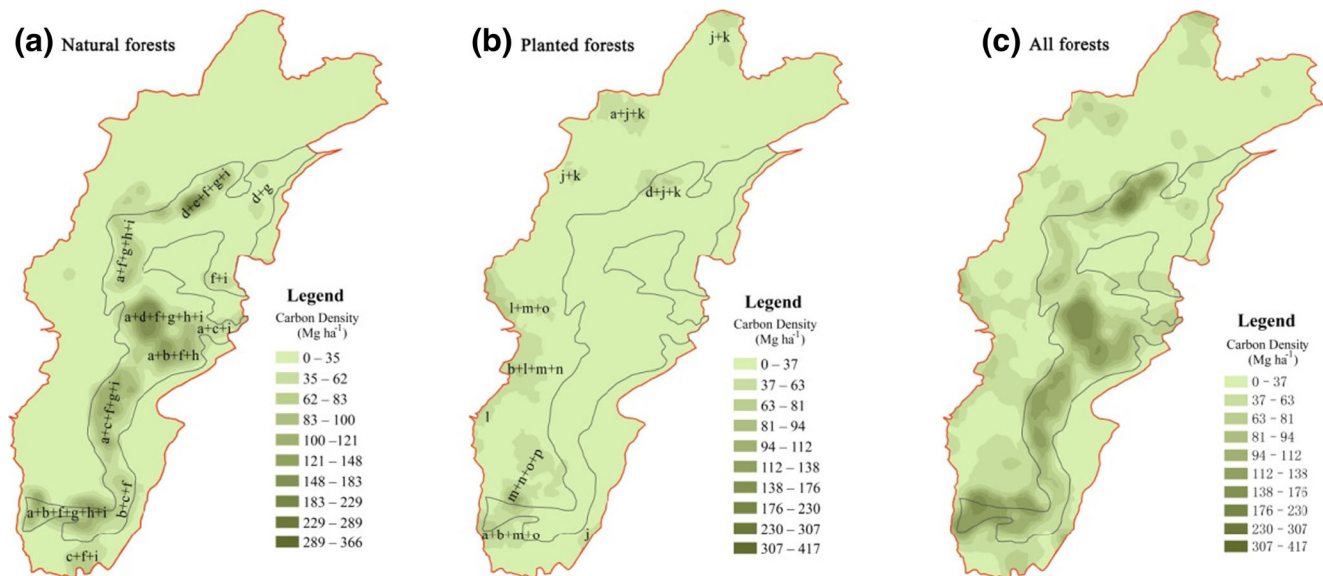 (a) Natural forests
d+e+f+g+i
d+g
a+f+g+h+i
f+i
a+d+f+g+h+i
a+c+i
a+b+f+h
a+c+f+g+i
b+c+f
a+b+f+g+h+i
c+f+i
Legend
Carbon Density
(Mg ha⁻¹)
0 – 35
35 – 62
62 – 83
83 – 100
100 –121
121 – 148
148 – 183
183 – 229
229 – 289
289 – 366
(b) Planted forests
j+k
a+j+k
j+k
d+j+k
l+m+o
b+l+m+n
l
m+n+o+p
a+b+m+o
j
Legend
Carbon Density
(Mg ha⁻¹)
0 – 37
37 – 63
63 – 81
81 – 94
94 – 112
112 – 138
138 – 176
176 – 230
230 – 307
307 – 417
(c) All forests
Legend
Carbon Density
(Mg ha⁻¹)
0 – 37
37 – 63
63 – 81
81 – 94
94 – 112
112 – 138
138 – 176
176 – 230
230 – 307
307 – 417